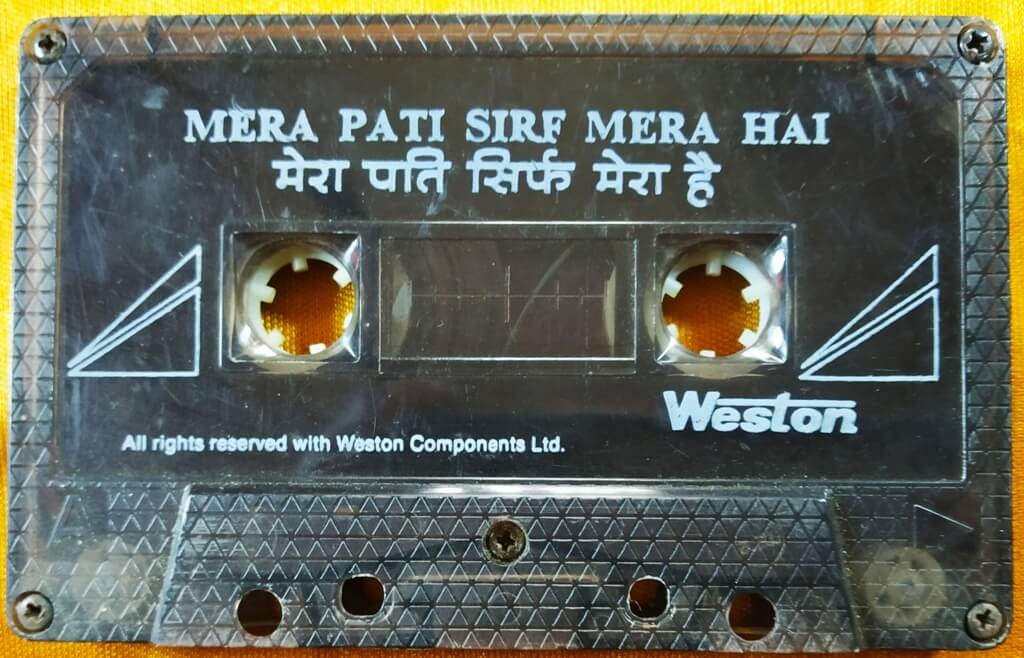 MERA PATI SIRF MERA HAI
मेरा पति सिर्फ मेरा है
Weston
All rights reserved with Weston Components Ltd.